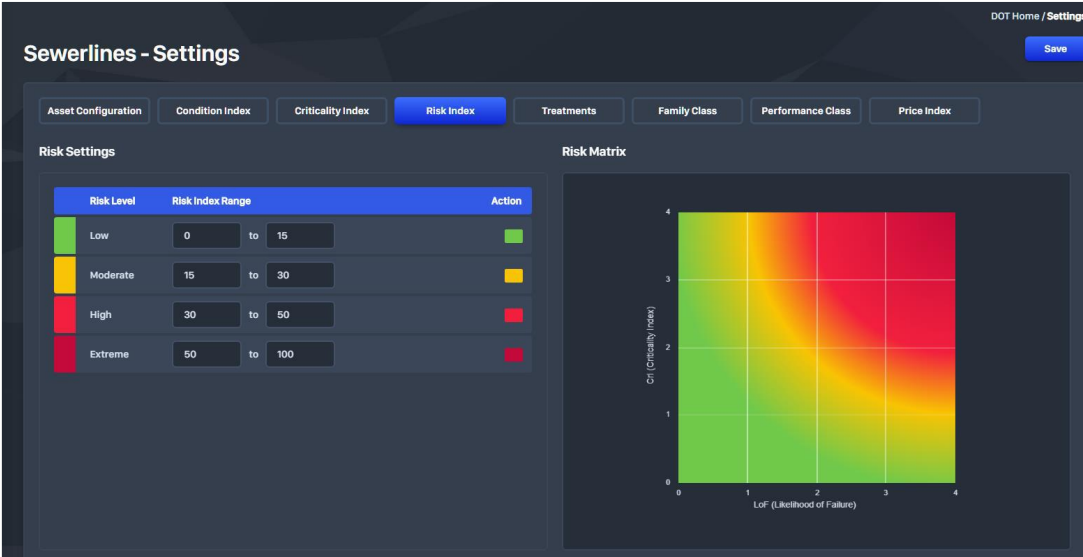 DOT Home / Settings
Sewerlines - Settings
Save
Asset Configuration
Condition Index
Criticality Index
Risk Index
Treatments
Family Class
Performance Class
Price Index
Risk Settings
Risk Level Risk Index Range Action
Low 0 to 15
Moderate 15 to 30
High 30 to 50
Extreme 50 to 100
Risk Matrix
CrI (Criticality Index)
4
3
2
1
0
0 1 2 3 4
LoF (Likelihood of Failure)